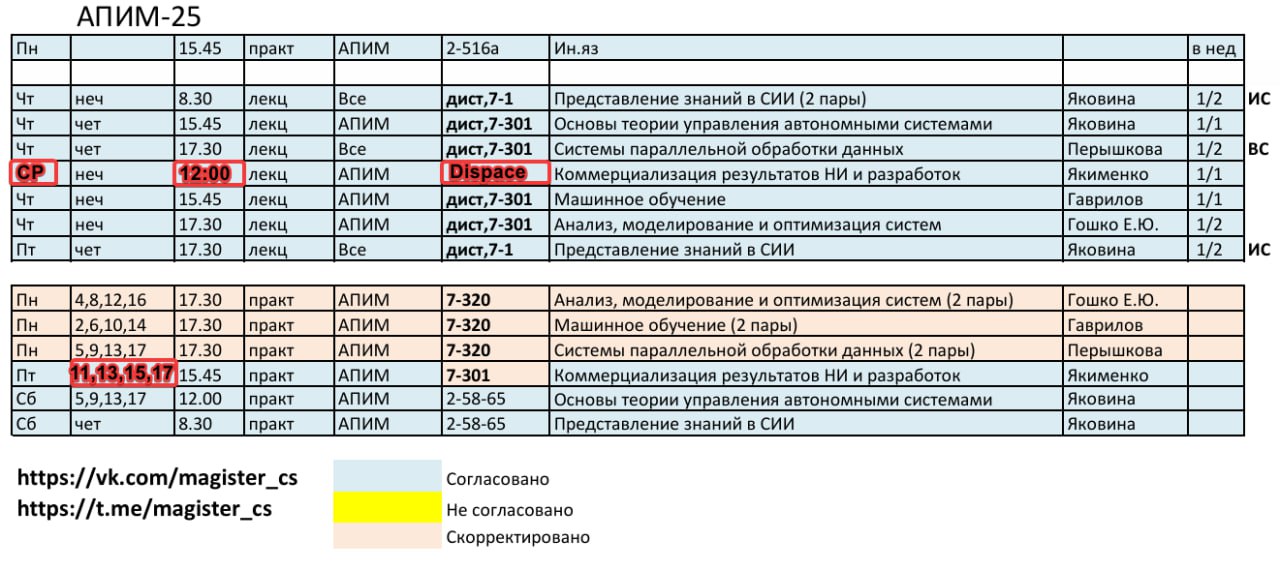 АПИМ-25
Пн 15.45 практ АПИМ 2-516а Ин.яз в нед
Чт неч 8.30 лекц Все дист,7-1 Представление знаний в СИИ (2 пары) Яковина 1/2 ИС
Чт чет 15.45 лекц АПИМ дист,7-301 Основы теории управления автономными системами Яковина 1/1
Чт чет 17.30 лекц Все дист,7-301 Системы параллельной обработки данных Перышкова 1/2 ВС
СР неч 12:00 лекц АПИМ Dispace Коммерциализация результатов НИ и разработок Якименко 1/1
Чт неч 15.45 лекц АПИМ дист,7-301 Машинное обучение Гаврилов 1/1
Чт неч 17.30 лекц АПИМ дист,7-301 Анализ, моделирование и оптимизация систем Гошко Е.Ю. 1/2
Пт чет 17.30 лекц Все дист,7-1 Представление знаний в СИИ Яковина 1/2 ИС
Пн 4,8,12,16 17.30 практ АПИМ 7-320 Анализ, моделирование и оптимизация систем (2 пары) Гошко Е.Ю.
Пн 2,6,10,14 17.30 практ АПИМ 7-320 Машинное обучение (2 пары) Гаврилов
Пн 5,9,13,17 17.30 практ АПИМ 7-320 Системы параллельной обработки данных (2 пары) Перышкова
Пт 11,13,15,17 15.45 практ АПИМ 7-301 Коммерциализация результатов НИ и разработок Якименко
Сб 5,9,13,17 12.00 практ АПИМ 2-58-65 Основы теории управления автономными системами Яковина
Сб чет 8.30 практ АПИМ 2-58-65 Представление знаний в СИИ Яковина
https://vk.com/magister_cs Согласовано
https://t.me/magister_cs Не согласовано
Скорректировано